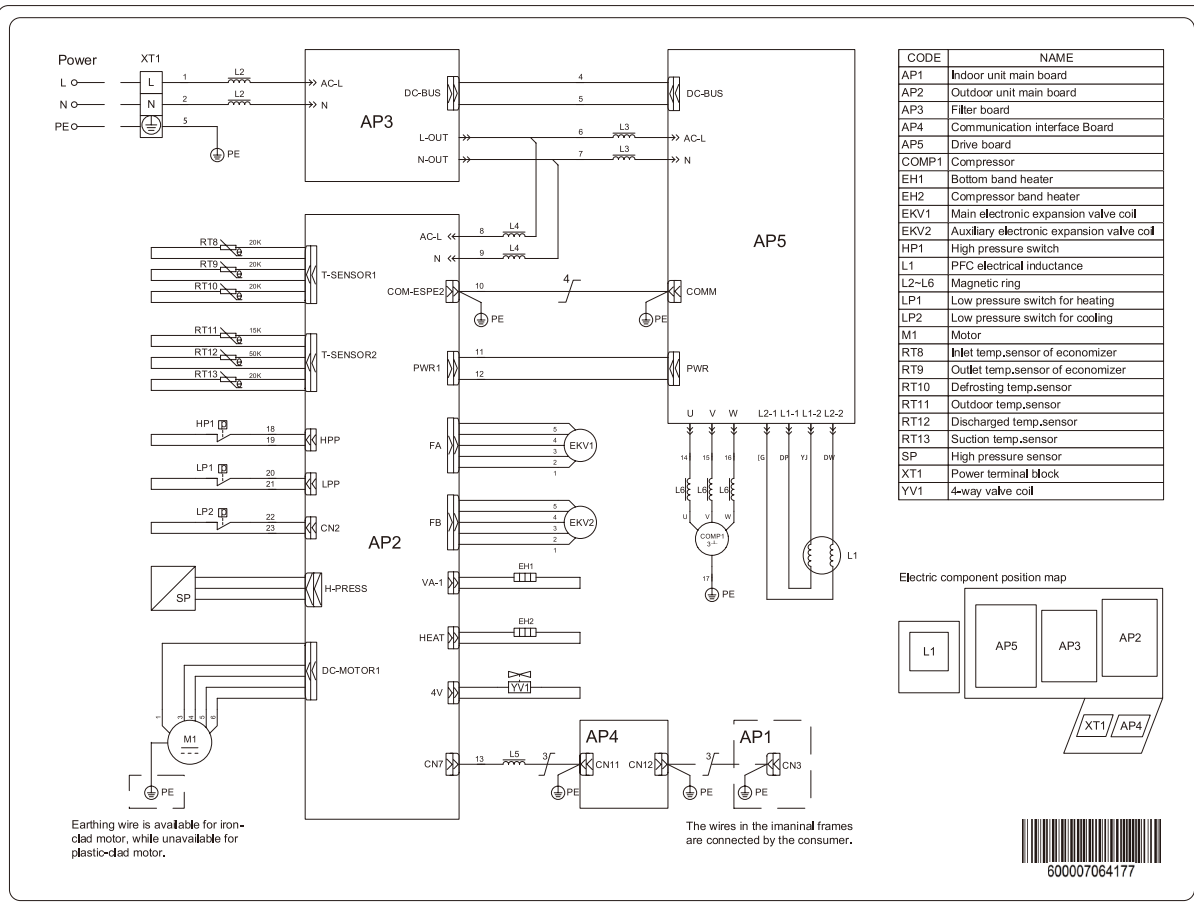 Power
XT1
L
L
1
L2
AC-L
N
N
2
L2
N
PE
5
PE
AP3
DC-BUS
4
5
DC-BUS
L-OUT
6
L3
AC-L
N-OUT
7
L3
N
AP5
AC-L
8
L4
N
9
L4
COM-ESPE2
10
4
COMM
PE
PE
PWR1
11
12
PWR
RT8
20K
RT9
20K
RT10
20K
T-SENSOR1
RT11
15K
RT12
50K
RT13
20K
T-SENSOR2
HP1
P
18
19
HPP
LP1
P
20
21
LPP
LP2
P
22
23
CN2
AP2
SP
H-PRESS
DC-MOTOR1
1
3
4
5
6
M1
PE
Earthing wire is available for iron-
clad motor, while unavailable for
plastic-clad motor.
FA
5
4
3
2
1
EKV1
FB
5
4
3
2
1
EKV2
VA-1
EH1
HEAT
EH2
4V
YV1
CN7
13
L5
3
AP4
CN11
CN12
PE
PE
3
AP1
CN3
PE
The wires in the imaninal frames
are connected by the consumer.
U V W L2-1 L1-1 L1-2 L2-2
14 15 16 [G DP YJ DW
L6 L6 L6
U V W
COMP1
3
17
PE
L1
CODE NAME
AP1 Indoor unit main board
AP2 Outdoor unit main board
AP3 Filter board
AP4 Communication interface Board
AP5 Drive board
COMP1 Compressor
EH1 Bottom band heater
EH2 Compressor band heater
EKV1 Main electronic expansion valve coil
EKV2 Auxiliary electronic expansion valve coil
HP1 High pressure switch
L1 PFC electrical inductance
L2~L6 Magnetic ring
LP1 Low pressure switch for heating
LP2 Low pressure switch for cooling
M1 Motor
RT8 Inlet temp.sensor of economizer
RT9 Outlet temp.sensor of economizer
RT10 Defrosting temp.sensor
RT11 Outdoor temp.sensor
RT12 Discharged temp.sensor
RT13 Suction temp.sensor
SP High pressure sensor
XT1 Power terminal block
YV1 4-way valve coil
Electric component position map
L1
AP5
AP3
AP2
XT1
AP4
600007064177